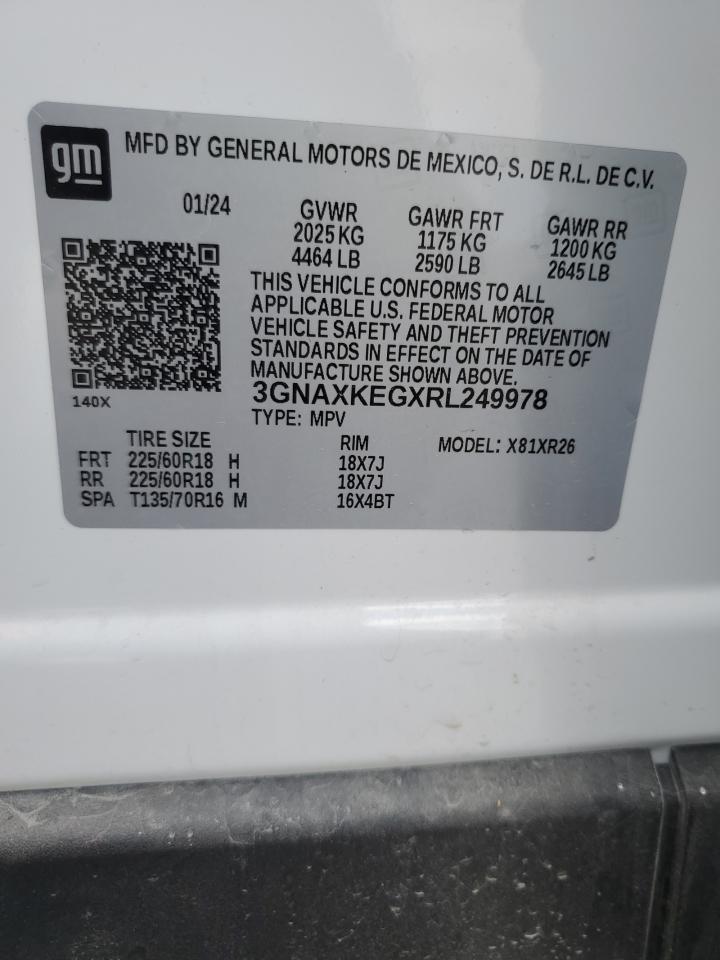 gm
MFD BY GENERAL MOTORS DE MEXICO, S. DE R.L. DE C.V.
01/24
GVWR GAWR FRT GAWR RR
2025 KG 1175 KG 1200 KG
4464 LB 2590 LB 2645 LB
THIS VEHICLE CONFORMS TO ALL
APPLICABLE U.S. FEDERAL MOTOR
VEHICLE SAFETY AND THEFT PREVENTION
STANDARDS IN EFFECT ON THE DATE OF
MANUFACTURE SHOWN ABOVE.
140X
3GNAXKEGXRL249978
TYPE: MPV
TIRE SIZE RIM MODEL: X81XR26
FRT 225/60R18 H 18X7J
RR 225/60R18 H 18X7J
SPA T135/70R16 M 16X4BT